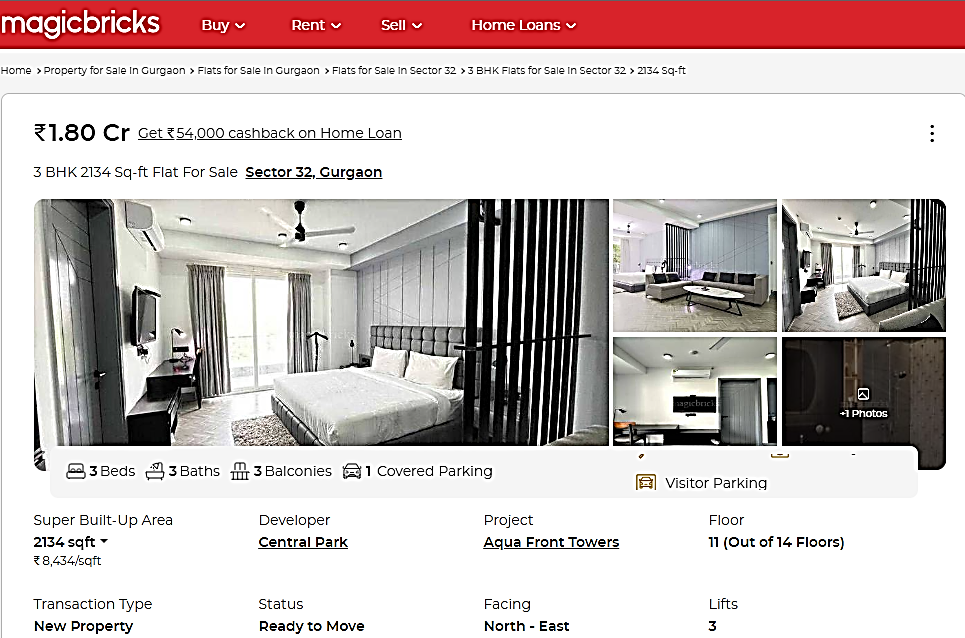 magicbricks Buy Rent Sell Home Loans
Home > Property for Sale in Gurgaon > Flats for Sale in Gurgaon > Flats for Sale in Sector 32 > 3 BHK Flats for Sale in Sector 32 > 2134 Sq-ft
₹1.80 Cr Get ₹54,000 cashback on Home Loan
3 BHK 2134 Sq-ft Flat For Sale Sector 32, Gurgaon
+1 Photos
3 Beds 3 Baths 3 Balconies 1 Covered Parking
Visitor Parking
Super Built-Up Area Developer Project Floor
2134 sqft Central Park Aqua Front Towers 11 (Out of 14 Floors)
₹8,434/sqft
Transaction Type Status Facing Lifts
New Property Ready to Move North - East 3